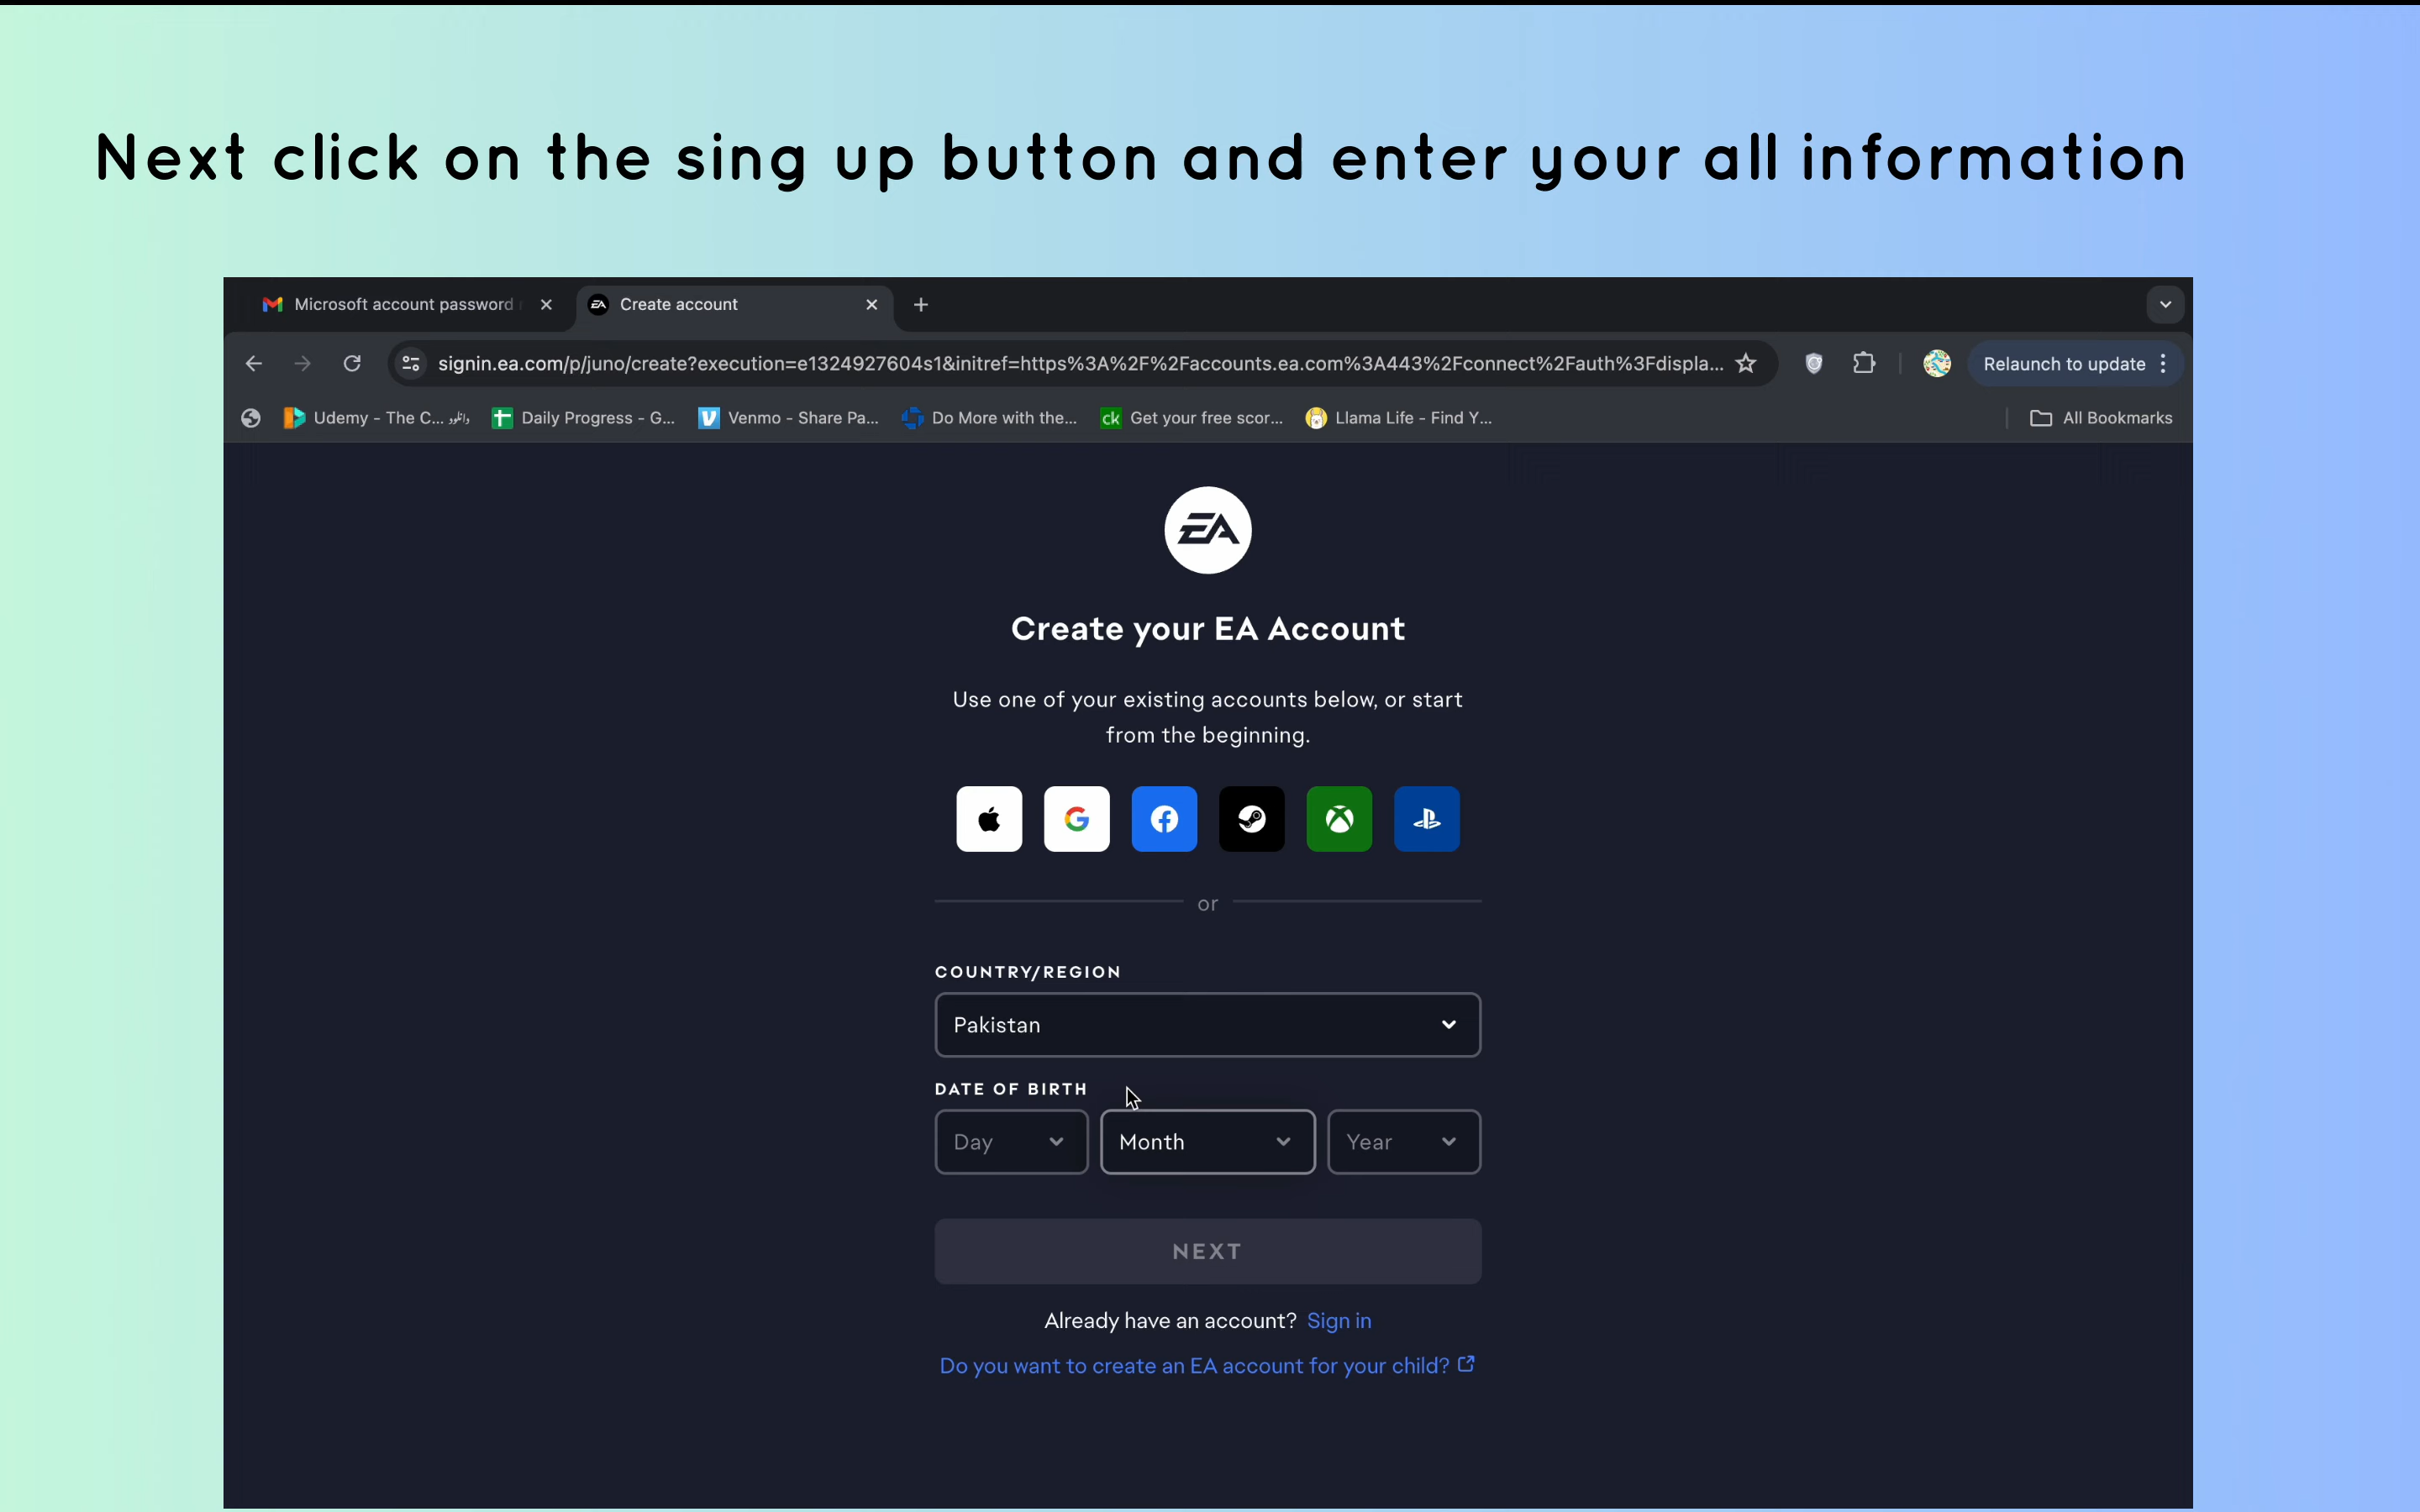 Next click on the sing up button and enter your all information
Microsoft account password
Create account
signin.ea.com/p/juno/create?execution=e1324927604s1&initref=https%3A%2F%2Faccounts.ea.com%3A443%2Fconnect%2Fauth%3Fdispla...
Relaunch to update
Udemy - The C...
Daily Progress - G...
Venmo - Share Pa...
Do More with the...
ck
Get your free scor...
Llama Life - Find Y...
All Bookmarks
EA
Create your EA Account
Use one of your existing accounts below, or start
from the beginning.
or
COUNTRY/REGION
Pakistan
DATE OF BIRTH
Day
Month
Year
NEXT
Already have an account? Sign in
Do you want to create an EA account for your child?